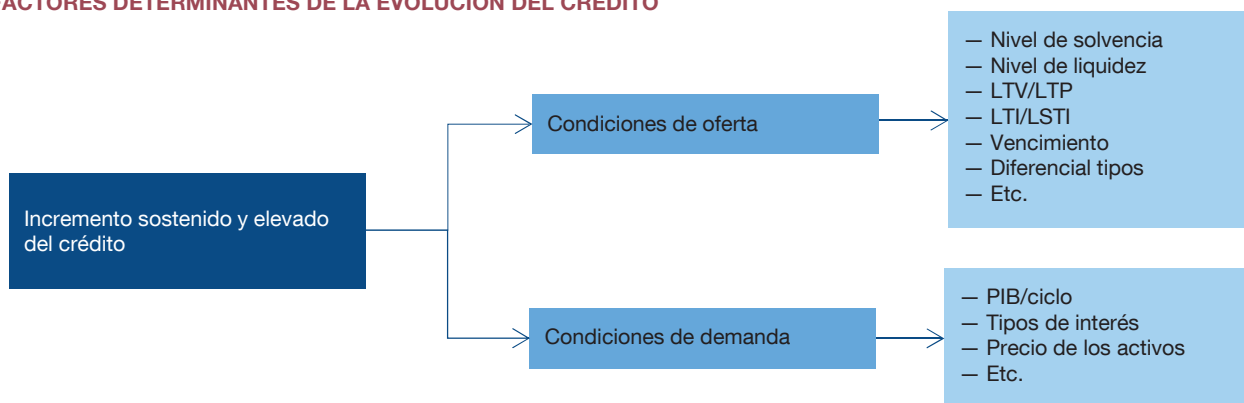 FACTORES DETERMINANTES DE LA EVOLUCIÓN DEL CRÉDITO
Incremento sostenido y elevado
del crédito
Condiciones de oferta
— Nivel de solvencia
— Nivel de liquidez
— LTV/LTP
— LTI/LSTI
— Vencimiento
— Diferencial tipos
— Etc.
Condiciones de demanda
— PIB/ciclo
— Tipos de interés
— Precio de los activos
— Etc.